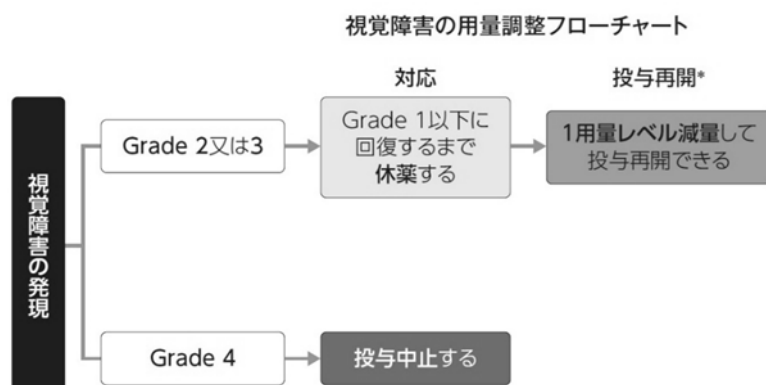 視覚障害の用量調整フローチャート
対応
投与再開*
視覚障害の発現
Grade 2又は3
Grade 1以下に
回復するまで
休薬する
1用量レベル減量して
投与再開できる
Grade 4
投与中止する